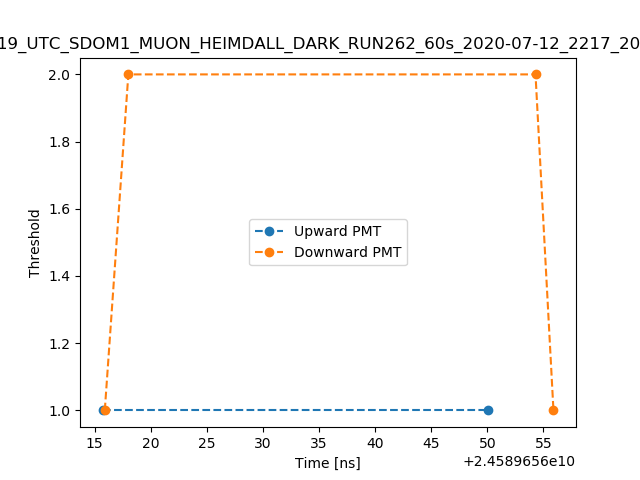 19_UTC_SDOM1_MUON_HEIMDALL_DARK_RUN262_60s_2020-07-12_2217_20
2.0
1.8
1.6
1.4
1.2
1.0
Threshold
Upward PMT
Downward PMT
15 20 25 30 35 40 45 50 55
Time [ns]
+2.4589656e10